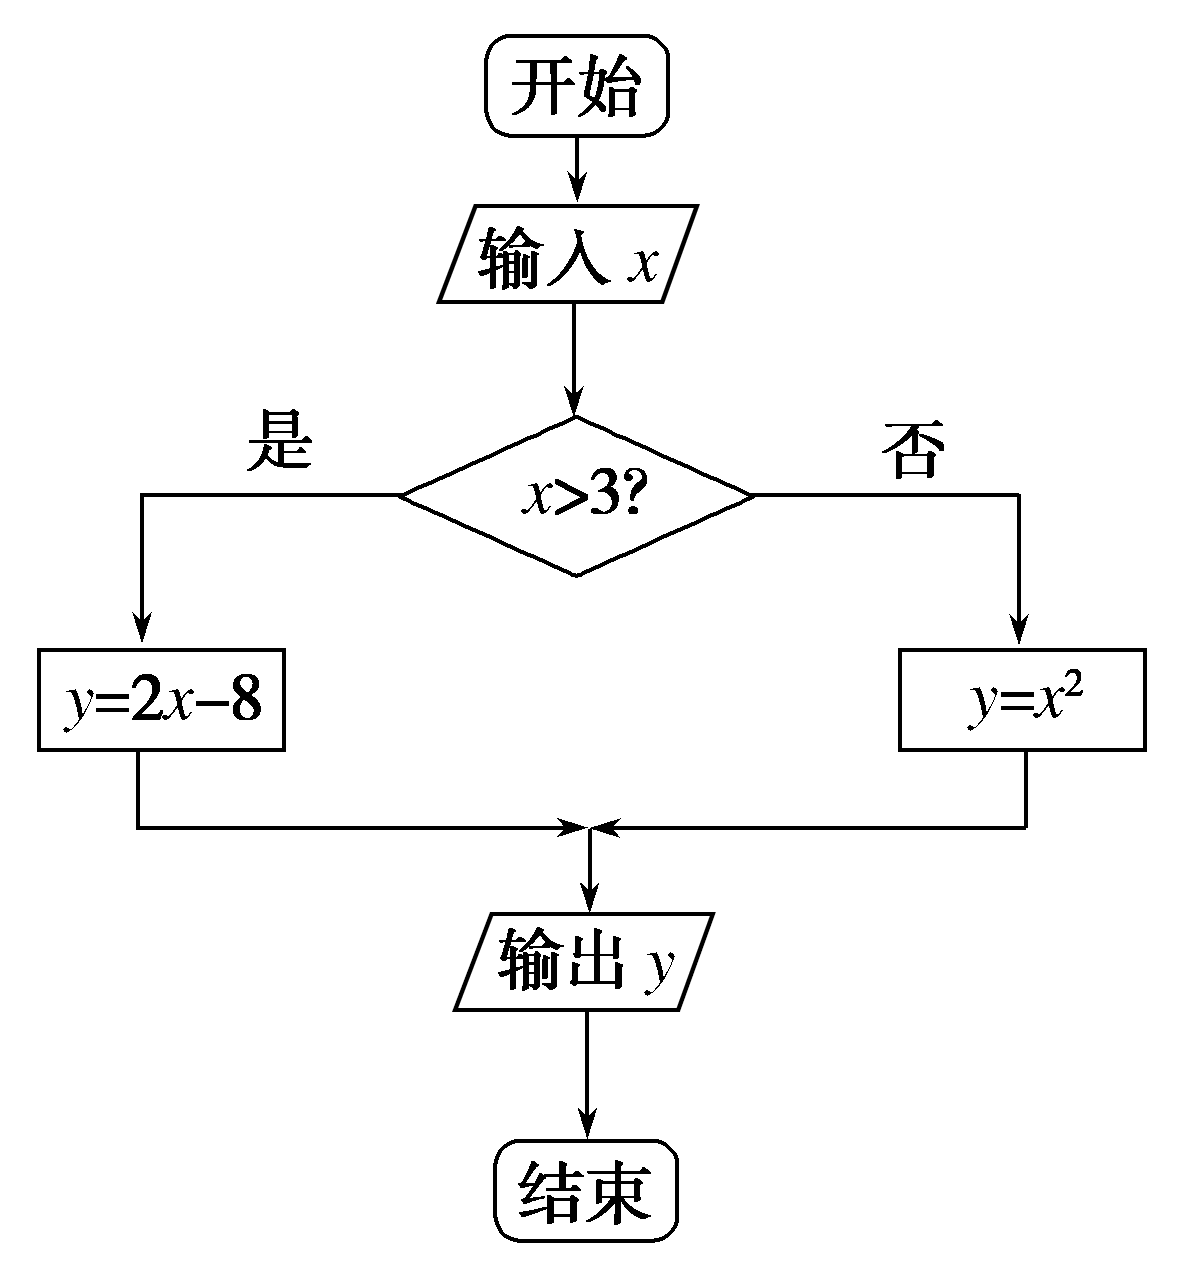 开始
输入 x
是
x>3?
否
y=2x-8
y=x²
输出 y
结束